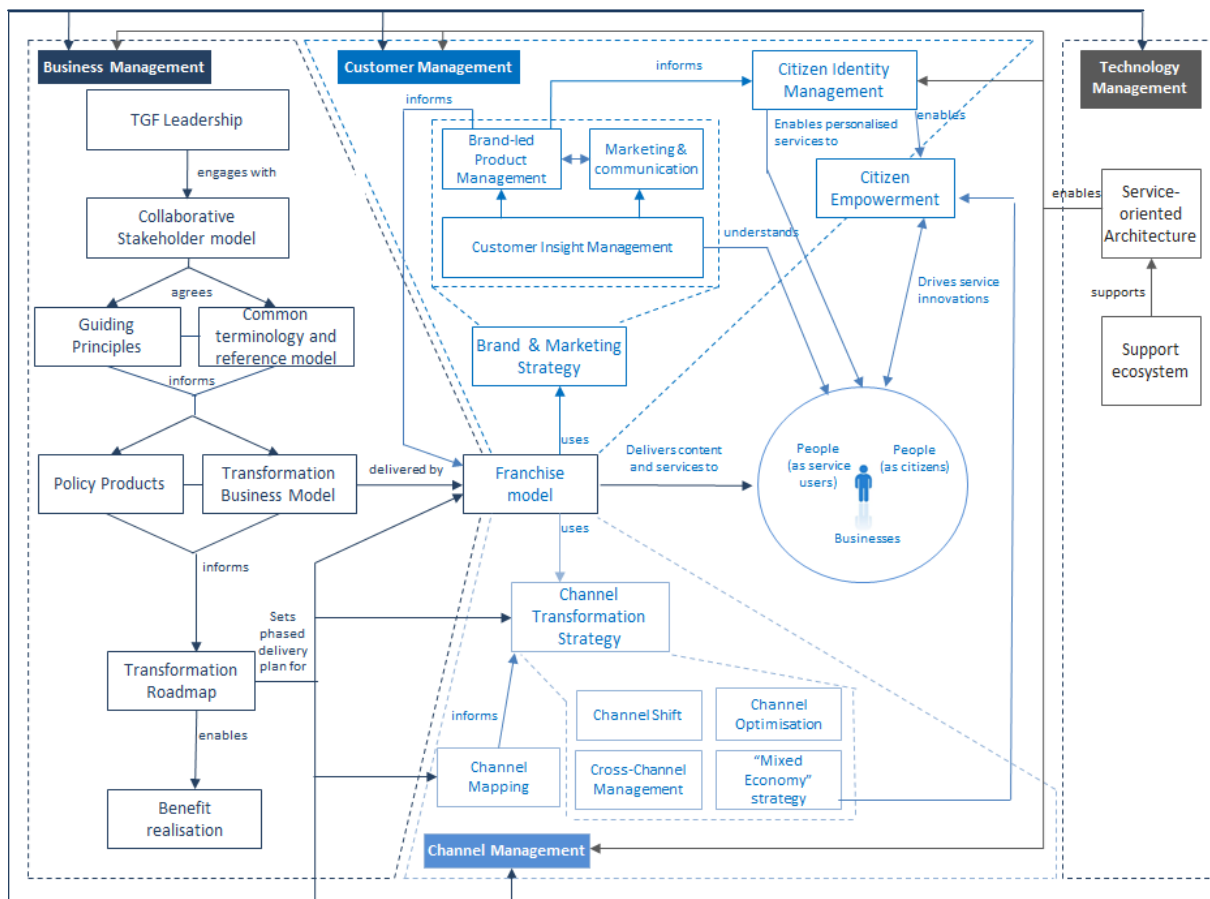 Business Management
Customer Management
Technology
Management
TGF Leadership
engages with
Collaborative
Stakeholder model
agrees
Guiding
Principles
Common
terminology and
reference model
informs
Policy Products
Transformation
Business Model
delivered by
informs
Transformation
Roadmap
Sets
phased
delivery
plan for
enables
Benefit
realisation
informs
informs
Citizen Identity
Management
Enables personalised
services to
enables
Brand-led
Product
Management
Marketing &
communication
Customer Insight Management
understands
Citizen
Empowerment
Drives service
innovations
Brand & Marketing
Strategy
uses
Franchise
model
Delivers content
and services to
People
(as service
users)
People
(as citizens)
Businesses
uses
Channel
Transformation
Strategy
informs
Channel
Mapping
Channel Shift
Channel
Optimisation
Cross-Channel
Management
“Mixed
Economy”
strategy
Channel Management
enables
Service-
oriented
Architecture
supports
Support
ecosystem